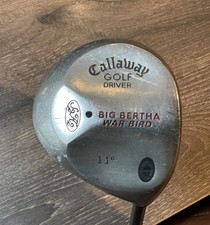 Callaway
GOLF
DRIVER
BIG BERTHA
WAR BIRD
11°